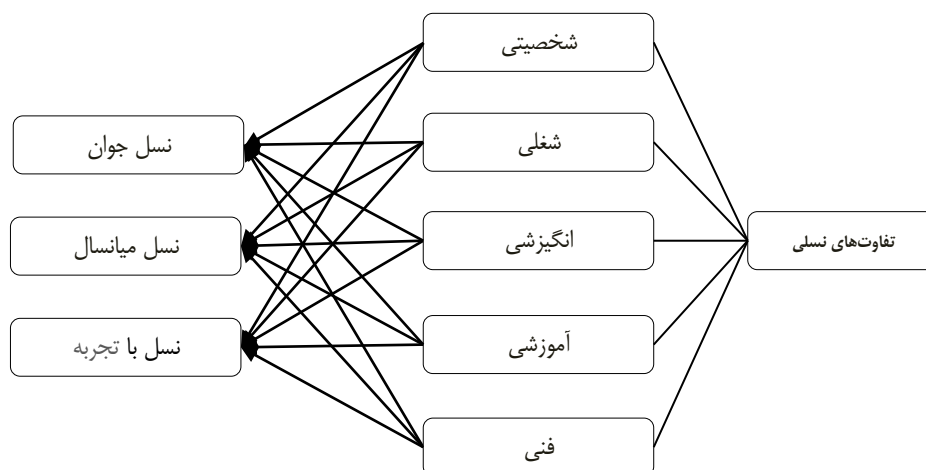 تفاوت‌های نسلی
شخصیتی
شغلی
انگیزشی
آموزشی
فنی
نسل جوان
نسل میانسال
نسل با تجربه